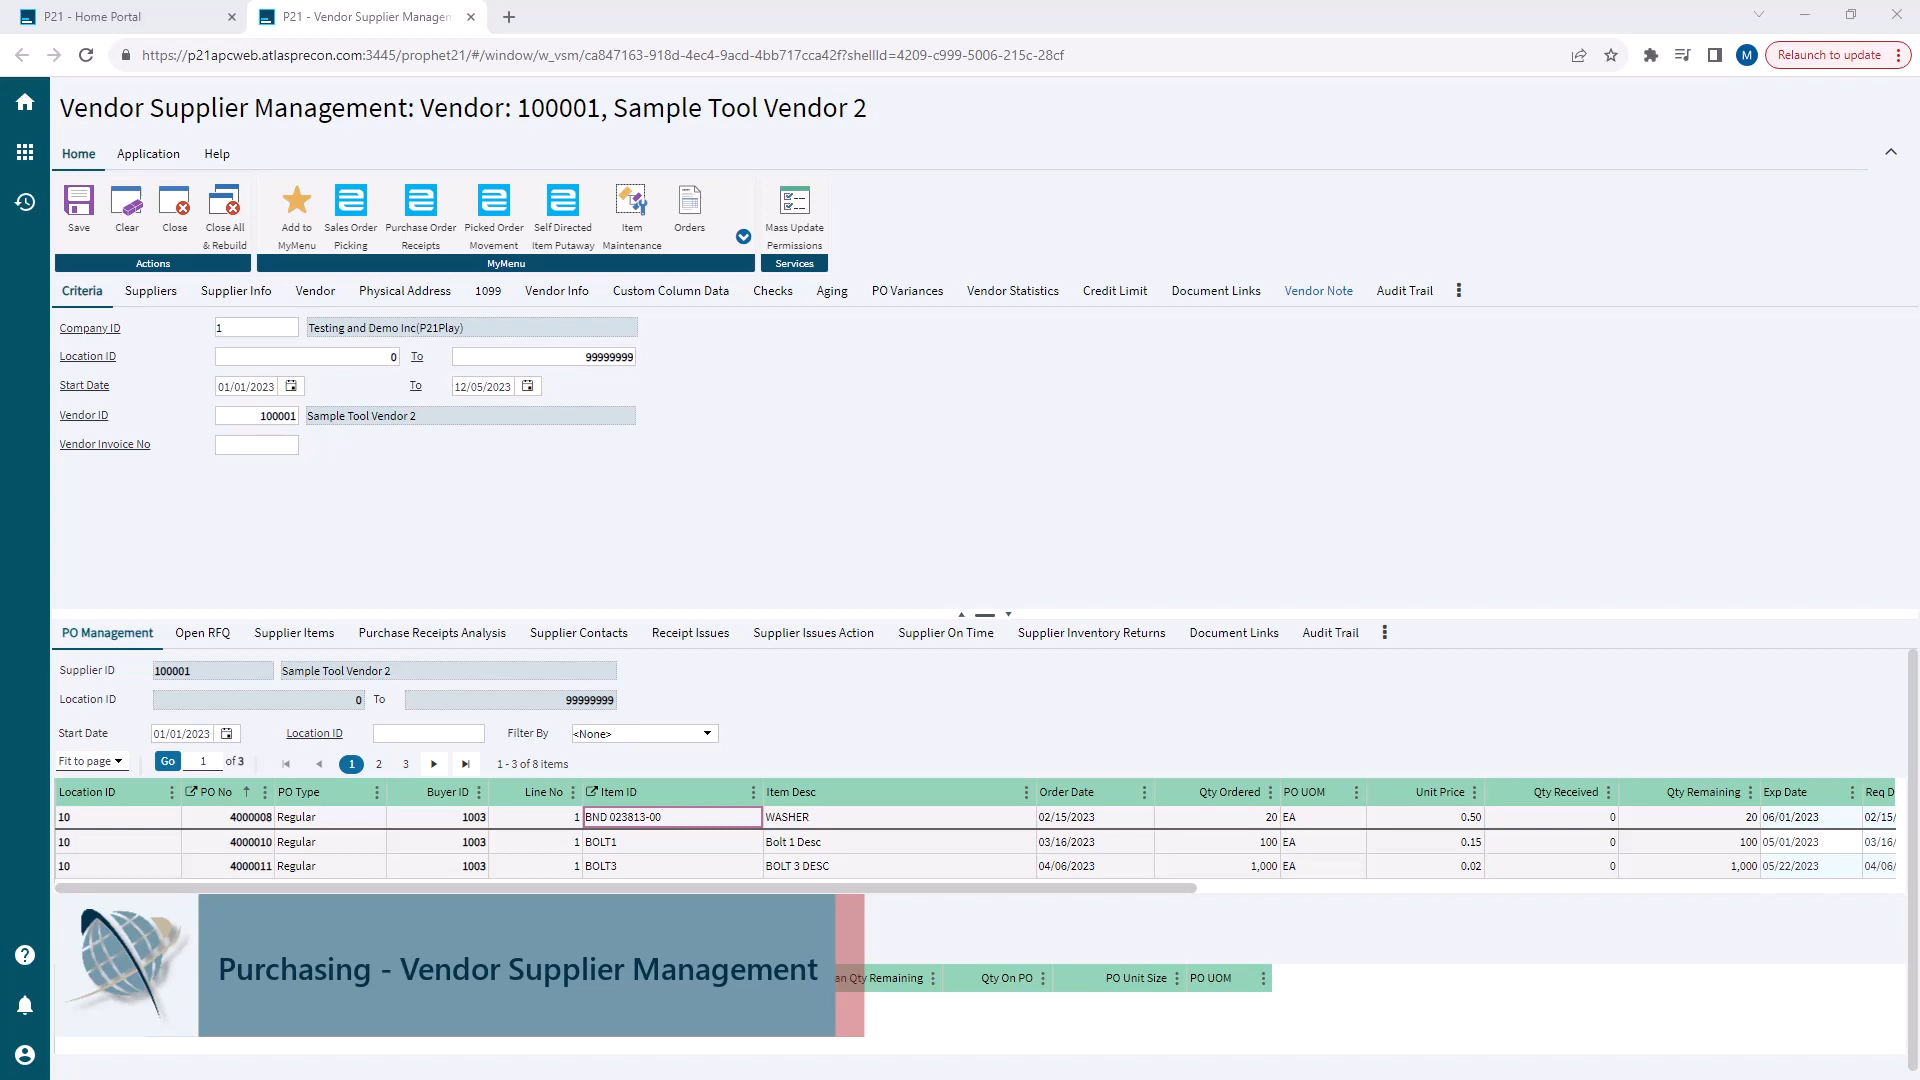 P21 - Home Portal
P21 - Vendor Supplier Managem
https://p21apcweb.atlasprecon.com:3445/prophet21/#/window/w_vsm/ca847163-918d-4ec4-9acd-4bb717cca42f?shellId=4209-c999-5006-215c-28cf
M
Relaunch to update
Vendor Supplier Management: Vendor: 100001, Sample Tool Vendor 2
Home Application Help
Save Clear Close Close All & Rebuild
Add to MyMenu Sales Order Picking Purchase Order Receipts Picked Order Movement Self Directed Item Putaway Item Maintenance Orders
Mass Update Permissions
Actions MyMenu Services
Criteria Suppliers Supplier Info Vendor Physical Address 1099 Vendor Info Custom Column Data Checks Aging PO Variances Vendor Statistics Credit Limit Document Links Vendor Note Audit Trail
Company ID 1 Testing and Demo Inc(P21Play)
Location ID 0 To 99999999
Start Date 01/01/2023 To 12/05/2023
Vendor ID 100001 Sample Tool Vendor 2
Vendor Invoice No
PO Management Open RFQ Supplier Items Purchase Receipts Analysis Supplier Contacts Receipt Issues Supplier Issues Action Supplier On Time Supplier Inventory Returns Document Links Audit Trail
Supplier ID 100001 Sample Tool Vendor 2
Location ID 0 To 99999999
Start Date 01/01/2023 Location ID Filter By <None>
Fit to page Go 1 of 3 1 2 3 1 - 3 of 8 items
Location ID PO No PO Type Buyer ID Line No Item ID Item Desc Order Date Qty Ordered PO UOM Unit Price Qty Received Qty Remaining Exp Date Req D
10 4000008 Regular 1003 1 BND 023813-00 WASHER 02/15/2023 20 EA 0.50 0 20 06/01/2023 02/15/
10 4000010 Regular 1003 1 BOLT1 Bolt 1 Desc 03/16/2023 100 EA 0.15 0 100 05/01/2023 03/16/
10 4000011 Regular 1003 1 BOLT3 BOLT 3 DESC 04/06/2023 1,000 EA 0.02 0 1,000 05/22/2023 04/06/
Purchasing - Vendor Supplier Management
an Qty Remaining Qty On PO PO Unit Size PO UOM